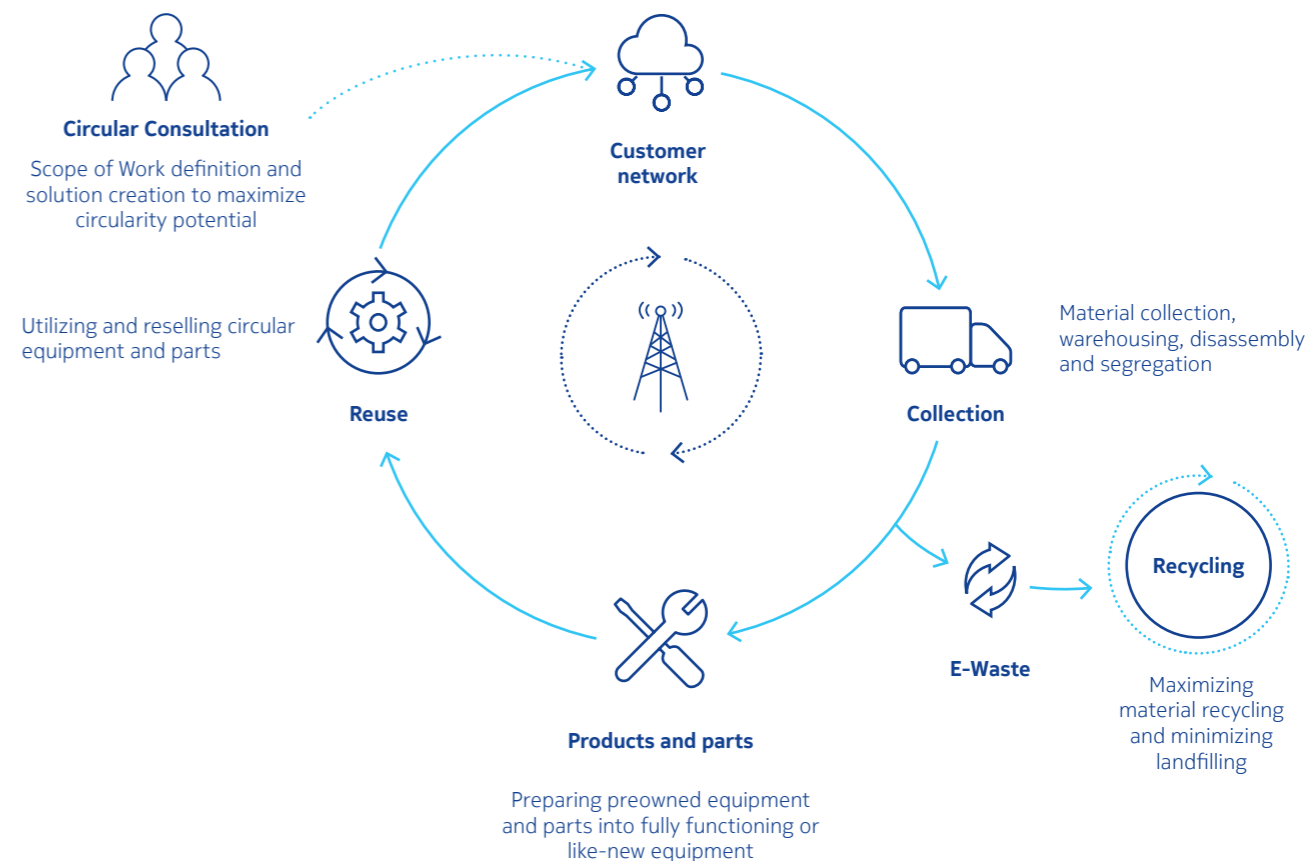 Circular Consultation
Scope of Work definition and
solution creation to maximize
circularity potential
Customer
network
Utilizing and reselling circular
equipment and parts
Reuse
Material collection,
warehousing, disassembly
and segregation
Collection
Recycling
E-Waste
Maximizing
material recycling
and minimizing
landfilling
Products and parts
Preparing preowned equipment
and parts into fully functioning or
like-new equipment